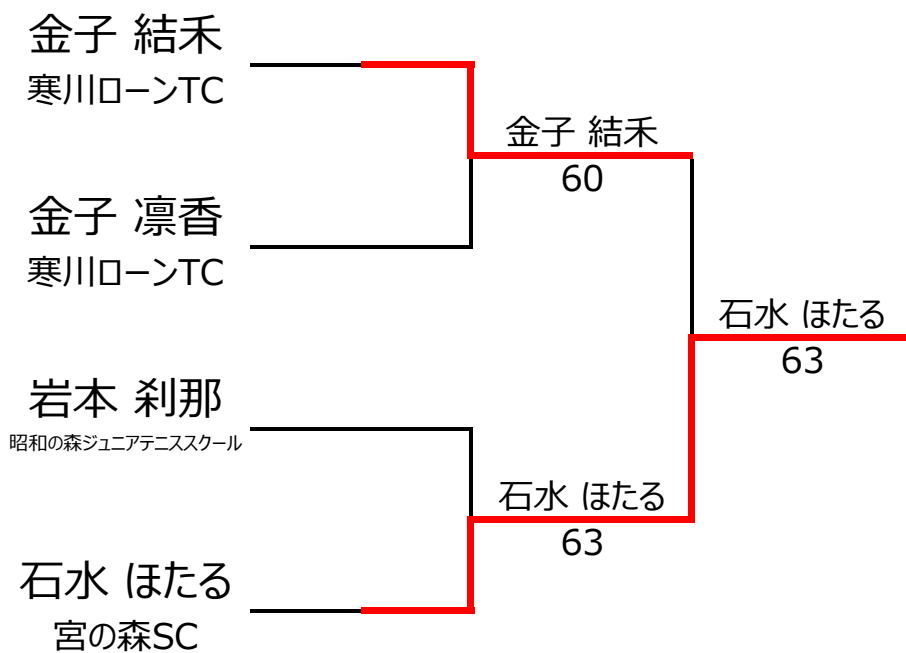 金子 結禾
寒川ローンTC
金子 結禾
60
金子 凛香
寒川ローンTC
石水 ほたる
63
岩本 刹那
昭和の森ジュニアテニススクール
石水 ほたる
63
石水 ほたる
宮の森SC